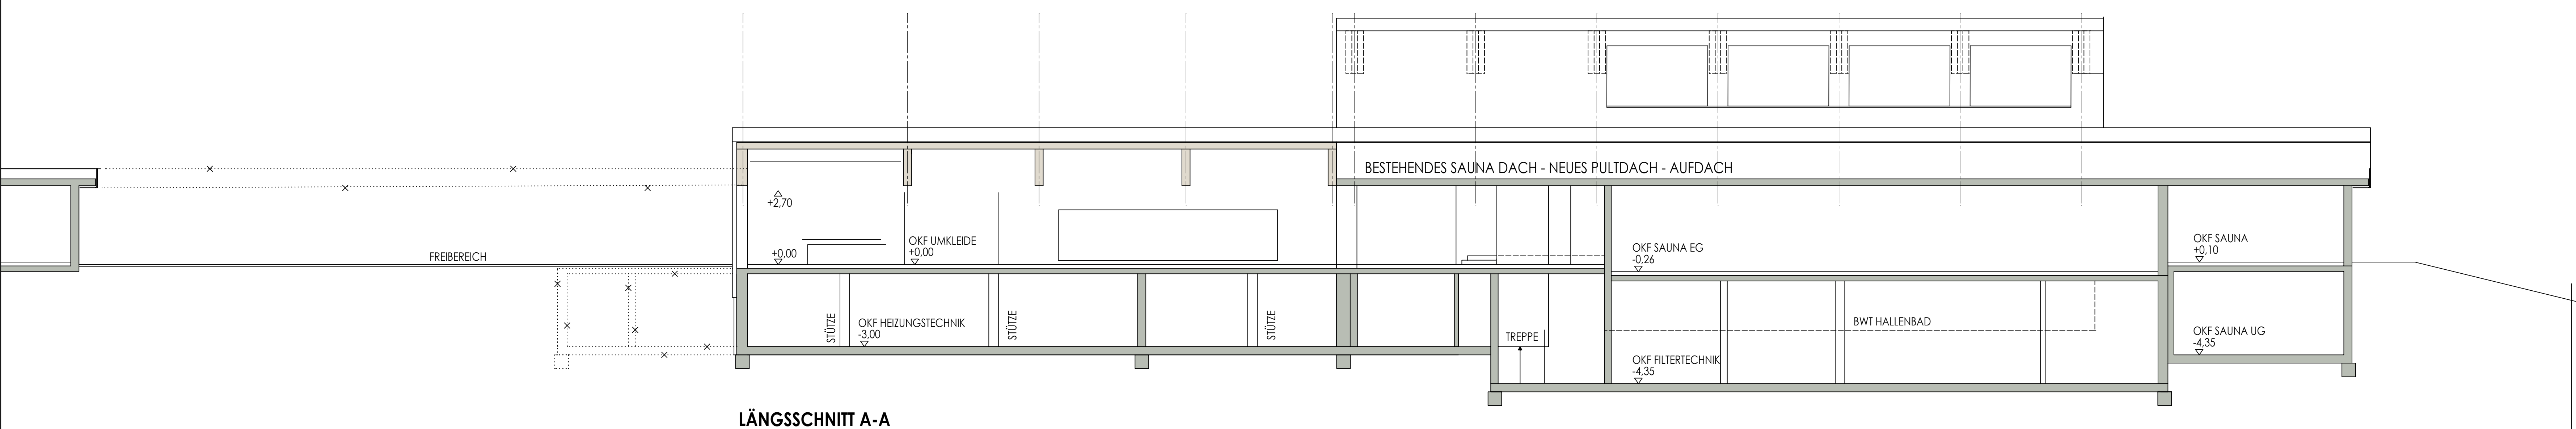 BESTEHENDES SAUNA DACH - NEUES PULTDACH - AUFDACH
+2,70
FREIBEREICH
+0,00
OKF UMKLEIDE
+0,00
OKF SAUNA EG
-0,26
OKF SAUNA
+0,10
STÜTZE
OKF HEIZUNGSTECHNIK
-3,00
STÜTZE
STÜTZE
TREPPE
BWT HALLENBAD
OKF FILTERTECHNIK
-4,35
OKF SAUNA UG
-4,35
LÄNGSSCHNITT A-A